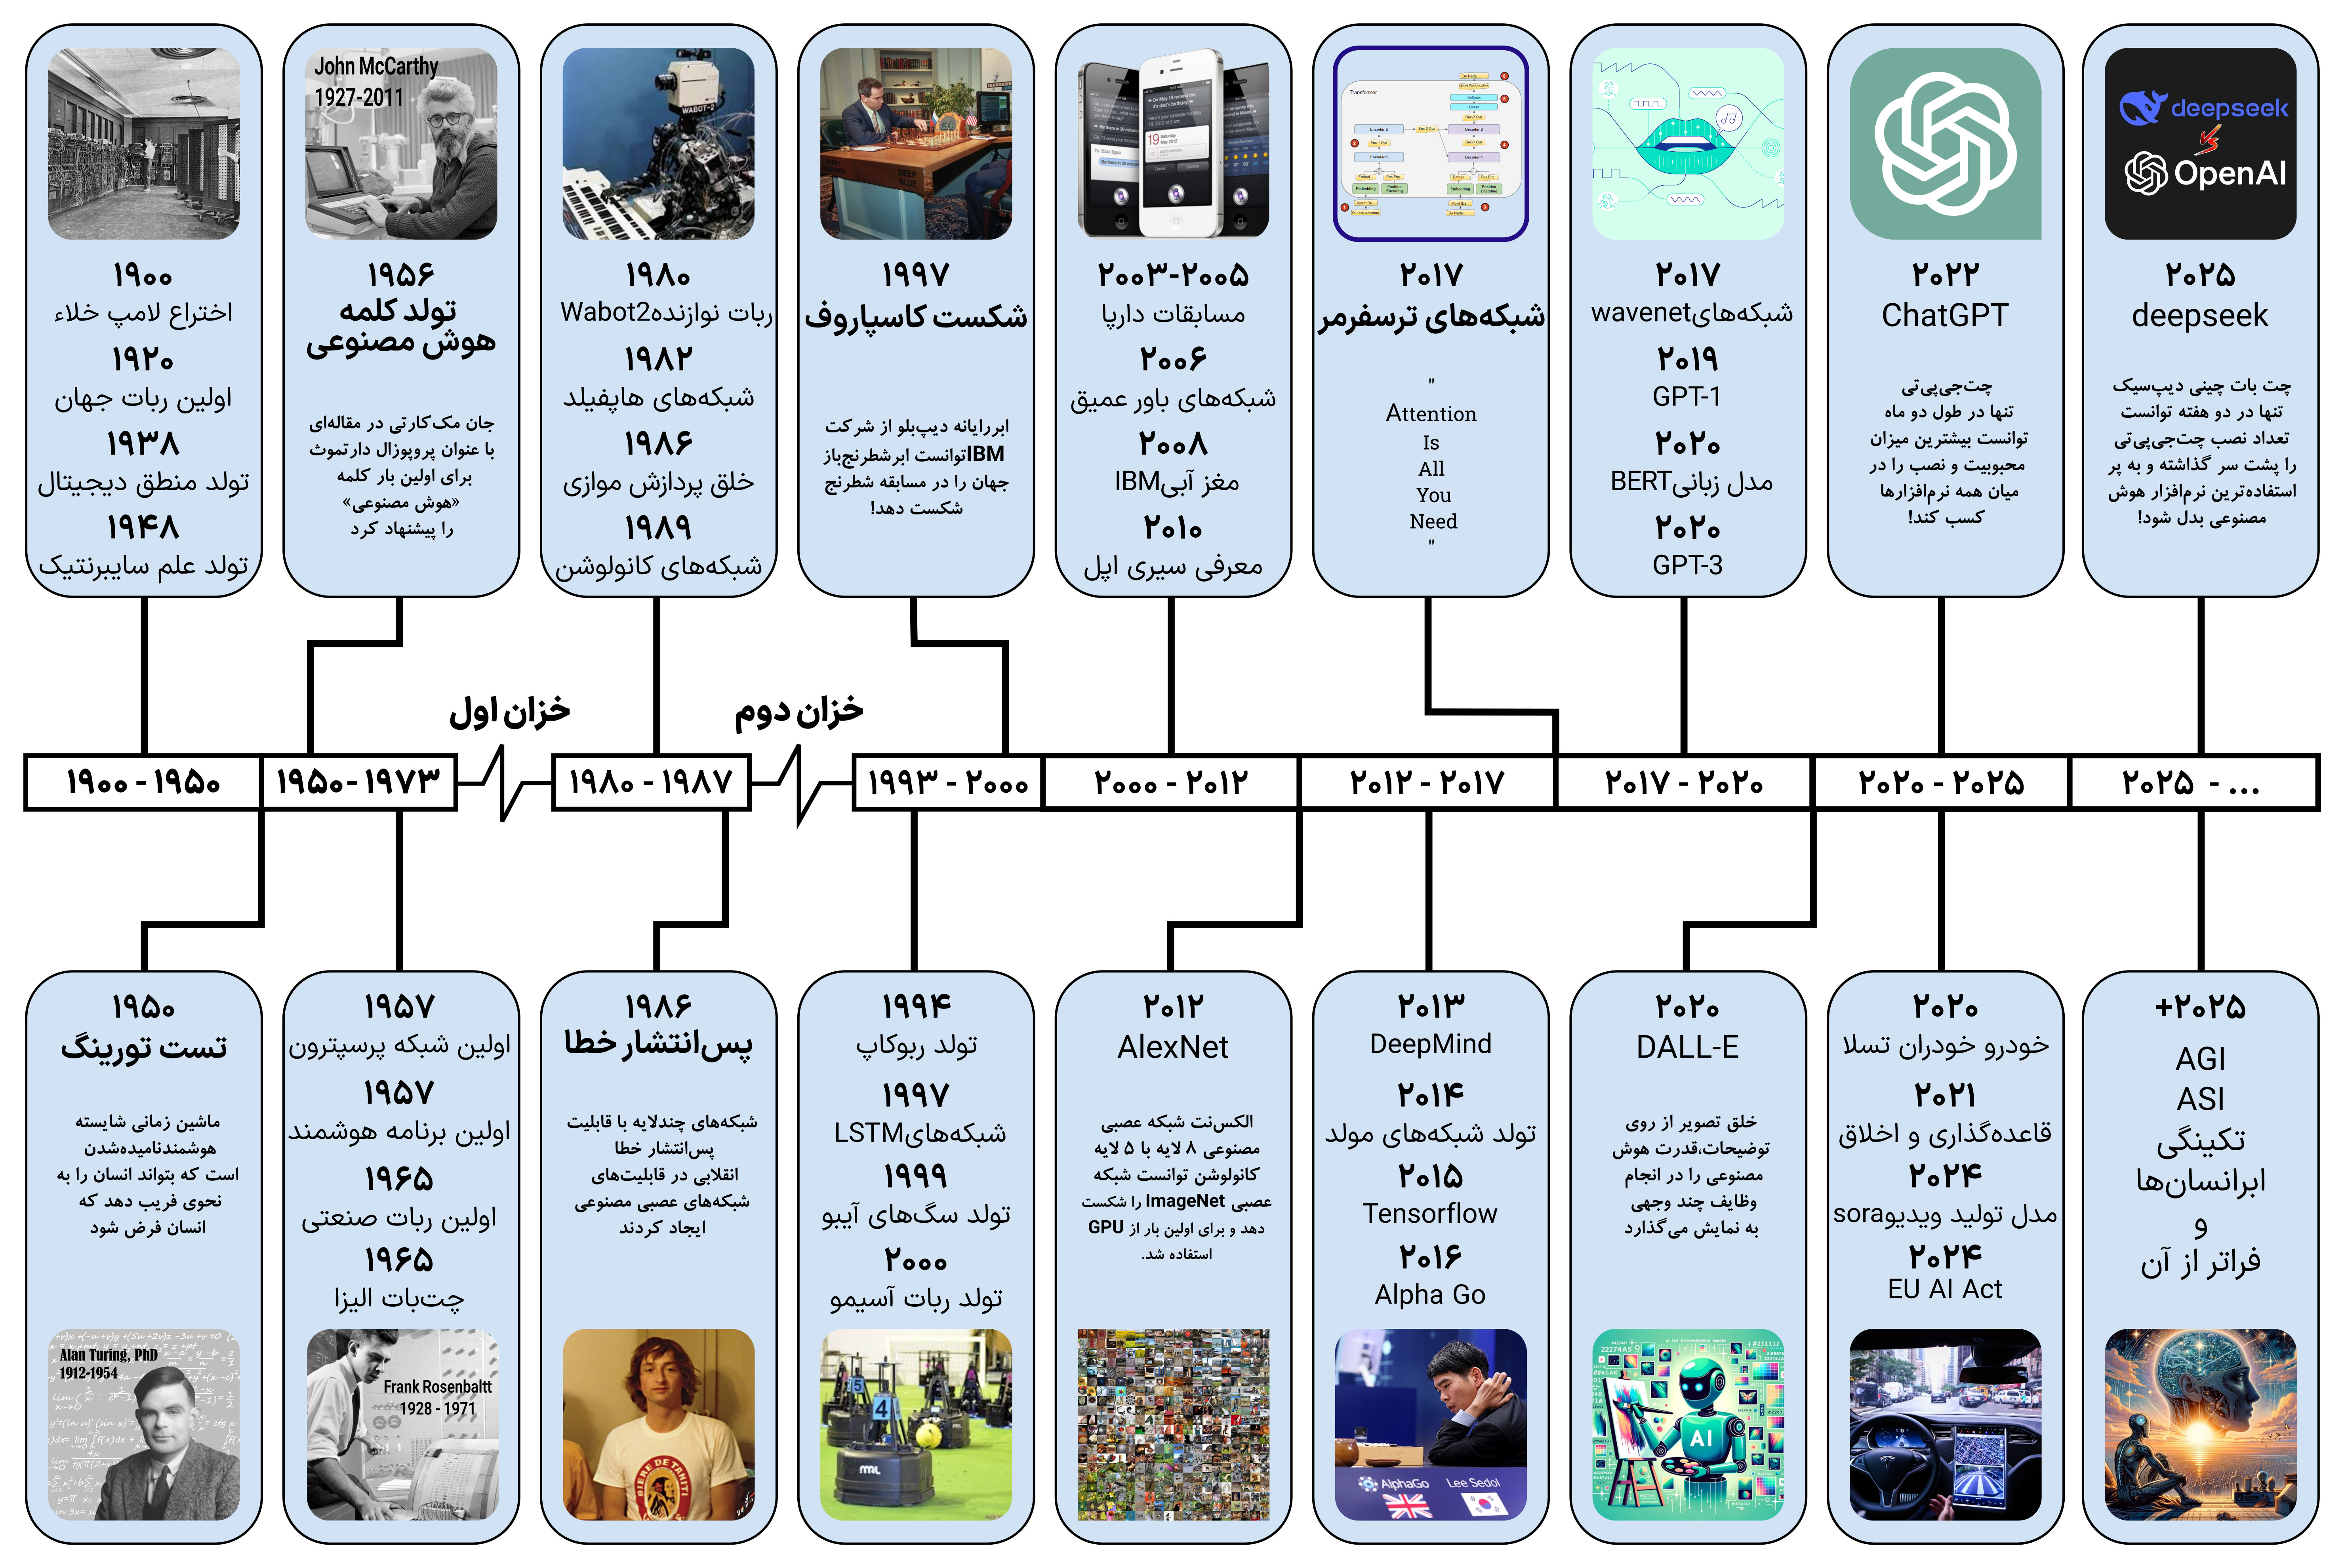 John McCarthy
1927-2011
WABOT-2
DEEP
BLUE
Transformer
deepseek
VS
OpenAI
۱۹۰۰
اختراع لامپ خلاء
۱۹۲۰
اولین ربات جهان
۱۹۳۸
تولد منطق دیجیتال
۱۹۴۸
تولد علم سایبرنتیک
۱۹۵۶
تولد کلمه
هوش مصنوعی
جان مک‌کارتی در مقاله‌ای
با عنوان پروپوزال دارتموث
برای اولین بار کلمه
«هوش مصنوعی»
را پیشنهاد کرد
۱۹۸۰
ربات نوازندهWabot2
۱۹۸۲
شبکه‌های هاپفیلد
۱۹۸۶
خلق پردازش موازی
۱۹۸۹
شبکه‌های کانولوشن
۱۹۹۷
شکست کاسپاروف
ابررایانه دیپ‌بلو از شرکت
IBMتوانست ابرشطرنج‌باز
جهان را در مسابقه شطرنج
شکست دهد!
۲۰۰۳-۲۰۰۵
مسابقات دارپا
۲۰۰۶
شبکه‌های باور عمیق
۲۰۰۸
مغز آبیIBM
۲۰۱۰
معرفی سیری اپل
۲۰۱۷
شبکه‌های ترسفرمر
"
Attention
Is
All
You
Need
"
۲۰۱۷
شبکه‌هایwavenet
۲۰۱۹
GPT-1
۲۰۲۰
مدل زبانیBERT
۲۰۲۰
GPT-3
۲۰۲۲
ChatGPT
چت‌جی‌پی‌تی
تنها در طول دو ماه
توانست بیشترین میزان
محبوبیت و نصب را در
میان همه نرم‌افزارها
کسب کند!
۲۰۲۵
deepseek
چت بات چینی دیپ‌سیک
تنها در دو هفته توانست
تعداد نصب چت‌جی‌پی‌تی
را پشت سر گذاشته و به پر
استفاده‌ترین نرم‌افزار هوش
مصنوعی بدل شود!
خزان اول
خزان دوم
۱۹۰۰ - ۱۹۵۰
۱۹۵۰- ۱۹۷۳
۱۹۸۰ - ۱۹۸۷
۱۹۹۳ - ۲۰۰۰
۲۰۰۰ - ۲۰۱۲
۲۰۱۲ - ۲۰۱۷
۲۰۱۷ - ۲۰۲۰
۲۰۲۰ - ۲۰۲۵
۲۰۲۵ - ...
۱۹۵۰
تست تورینگ
ماشین زمانی شایسته
هوشمندنامیده‌شدن
است که بتواند انسان را به
نحوی فریب دهد که
انسان فرض شود
Alan Turing, PhD
1912-1954
۱۹۵۷
اولین شبکه پرسپترون
۱۹۵۷
اولین برنامه هوشمند
۱۹۶۵
اولین ربات صنعتی
۱۹۶۵
چت‌بات الیزا
Frank Rosenbaltt
1928 - 1971
۱۹۸۶
پس‌انتشار خطا
شبکه‌های چندلایه با قابلیت
پس‌انتشار خطا
انقلابی در قابلیت‌های
شبکه‌های عصبی مصنوعی
ایجاد کردند
BIERE DE TAHITI
۱۹۹۴
تولد ربوکاپ
۱۹۹۷
شبکه‌هایLSTM
۱۹۹۹
تولد سگ‌های آیبو
۲۰۰۰
تولد ربات آسیمو
5
4
MRL
۲۰۱۲
AlexNet
الکس‌نت شبکه عصبی
مصنوعی ۸ لایه با ۵ لایه
کانولوشن توانست شبکه
عصبی ImageNet را شکست
دهد و برای اولین بار از GPU
استفاده شد.
۲۰۱۳
DeepMind
۲۰۱۴
تولد شبکه‌های مولد
۲۰۱۵
Tensorflow
۲۰۱۶
Alpha Go
AlphaGo
Lee Sedol
۲۰۲۰
DALL-E
خلق تصویر از روی
توضیحات،قدرت هوش
مصنوعی را در انجام
وظایف چند وجهی
به نمایش می‌گذارد
AI
۲۰۲۰
خودرو خودران تسلا
۲۰۲۱
قاعده‌گذاری و اخلاق
۲۰۲۴
مدل تولید ویدیوsora
۲۰۲۴
EU AI Act
+۲۰۲۵
AGI
ASI
تکینگی
ابرانسان‌ها
و
فراتر از آن